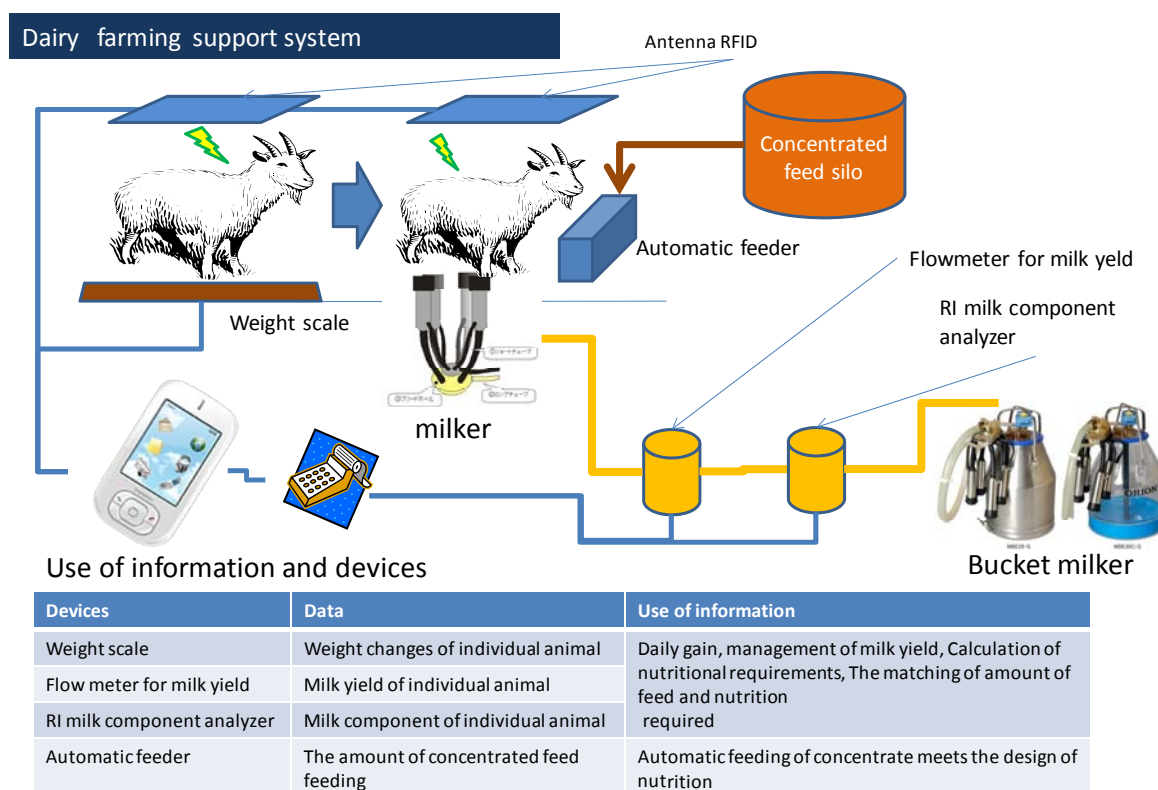 Dairy farming support system
Antenna RFID
Concentrated
feed silo
Automatic feeder
Flowmeter for milk yeld
RI milk component
analyzer
Weight scale
milker
ORION
Bucket milker
Use of information and devices
Devices
Data
Use of information
Weight scale
Weight changes of individual animal
Daily gain, management of milk yield, Calculation of
nutritional requirements, The matching of amount of
feed and nutrition
required
Flow meter for milk yield
Milk yield of individual animal
RI milk component analyzer
Milk component of individual animal
Automatic feeder
The amount of concentrated feed
feeding
Automatic feeding of concentrate meets the design of
nutrition